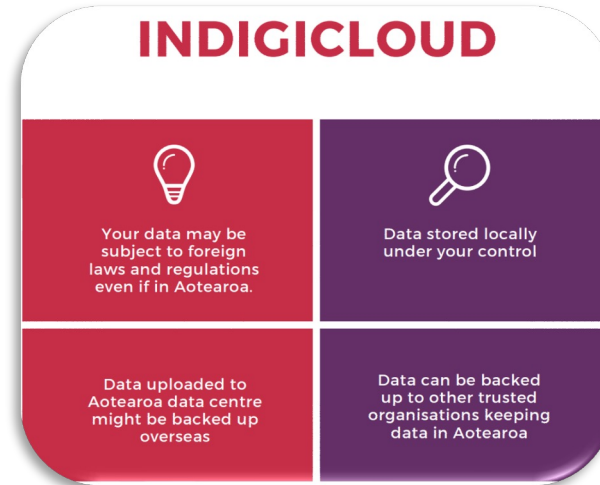 INDIGICLOUD
Your data may be
subject to foreign
laws and regulations
even if in Aotearoa.
Data stored locally
under your control
Data uploaded to
Aotearoa data centre
might be backed up
overseas
Data can be backed
up to other trusted
organisations keeping
data in Aotearoa